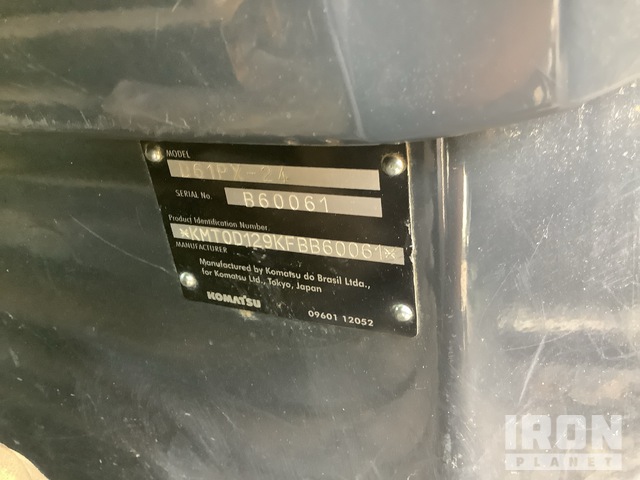 MODEL
D61PX-24
SERIAL No.
B60061
Product Identification Number
*KMT0D129KFBB60061*
MANUFACTURER
Manufactured by Komatsu do Brasil Ltda.,
for Komatsu Ltd., Tokyo, Japan
KOMATSU
09601 12052
IRON
PLANET